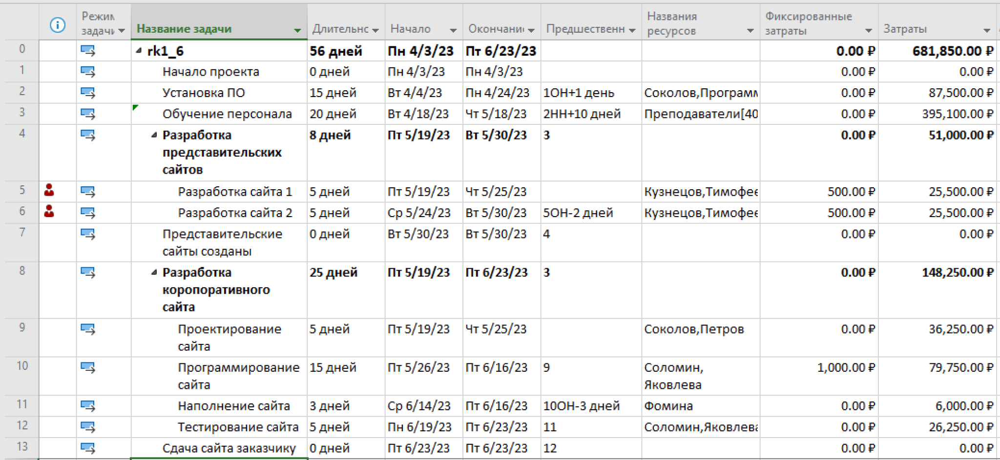 Режим задачи Название задачи Длительнс Начало Окончани Предшественн Названия ресурсов Фиксированные затраты Затраты
0 rk1_6 56 дней Пн 4/3/23 Пт 6/23/23 0.00 ₽ 681,850.00 ₽
1 Начало проекта 0 дней Пн 4/3/23 Пн 4/3/23 0.00 ₽ 0.00 ₽
2 Установка ПО 15 дней Вт 4/4/23 Пн 4/24/23 1ОН+1 день Соколов,Программ 0.00 ₽ 87,500.00 ₽
3 Обучение персонала 20 дней Вт 4/18/23 Чт 5/18/23 2НН+10 дней Преподаватели[40 0.00 ₽ 395,100.00 ₽
4 Разработка представительских сайтов 8 дней Пт 5/19/23 Вт 5/30/23 3 0.00 ₽ 51,000.00 ₽
5 Разработка сайта 1 5 дней Пт 5/19/23 Чт 5/25/23 Кузнецов,Тимофее 500.00 ₽ 25,500.00 ₽
6 Разработка сайта 2 5 дней Ср 5/24/23 Вт 5/30/23 5ОН-2 дней Кузнецов,Тимофее 500.00 ₽ 25,500.00 ₽
7 Представительские сайты созданы 0 дней Вт 5/30/23 Вт 5/30/23 4 0.00 ₽ 0.00 ₽
8 Разработка коропоративного сайта 25 дней Пт 5/19/23 Пт 6/23/23 3 0.00 ₽ 148,250.00 ₽
9 Проектирование сайта 5 дней Пт 5/19/23 Чт 5/25/23 Соколов,Петров 0.00 ₽ 36,250.00 ₽
10 Программирование сайта 15 дней Пт 5/26/23 Пт 6/16/23 9 Соломин, Яковлева 1,000.00 ₽ 79,750.00 ₽
11 Наполнение сайта 3 дней Ср 6/14/23 Пт 6/16/23 10ОН-3 дней Фомина 0.00 ₽ 6,000.00 ₽
12 Тестирование сайта 5 дней Пн 6/19/23 Пт 6/23/23 11 Соломин,Яковлева 0.00 ₽ 26,250.00 ₽
13 Сдача сайта заказчику 0 дней Пт 6/23/23 Пт 6/23/23 12 0.00 ₽ 0.00 ₽